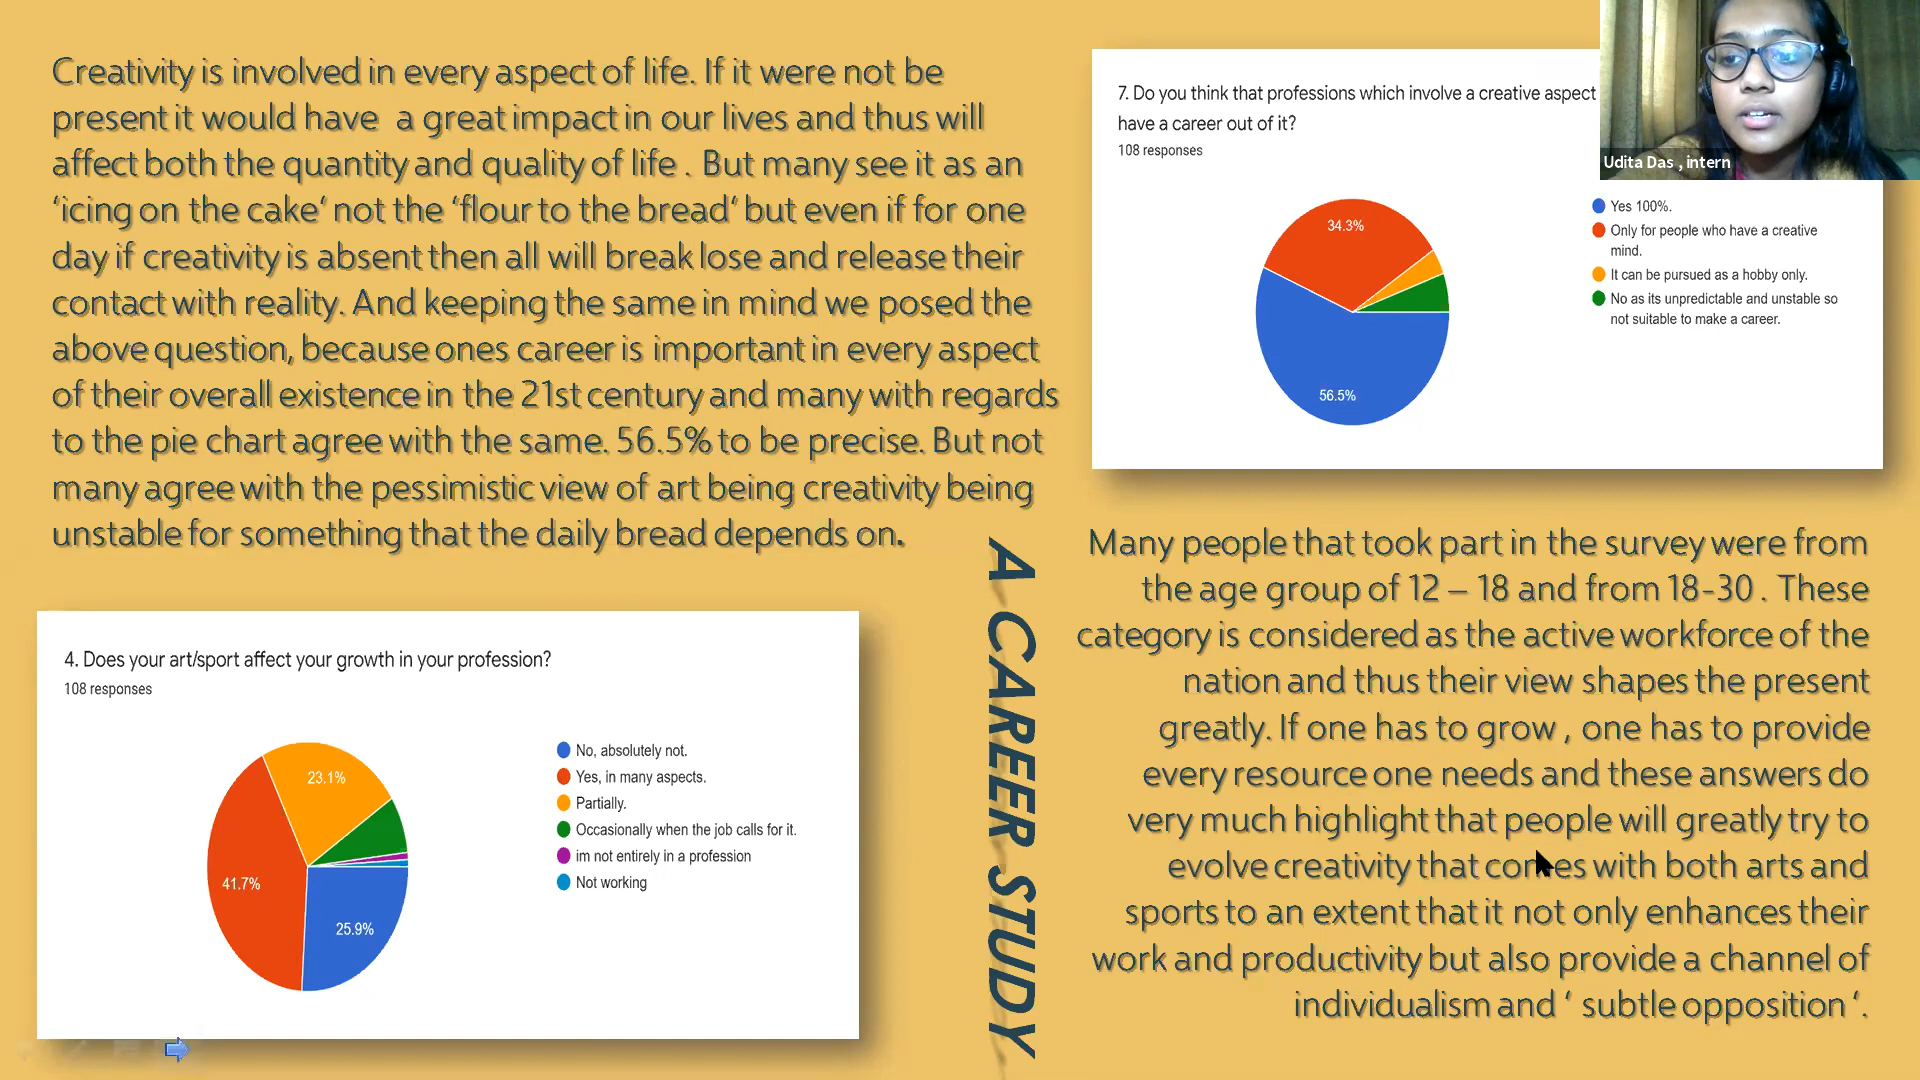 Creativity is involved in every aspect of life. If it were not be
present it would have  a great impact in our lives and thus will
affect both the quantity and quality of life . But many see it as an
‘icing on the cake’ not the ‘flour to the bread’ but even if for one
day if creativity is absent then all will break lose and release their
contact with reality. And keeping the same in mind we posed the
above question, because ones career is important in every aspect
of their overall existence in the 21st century and many with regards
to the pie chart agree with the same. 56.5% to be precise. But not
many agree with the pessimistic view of art being creativity being
unstable for something that the daily bread depends on.
7. Do you think that professions which involve a creative aspect
have a career out of it?
108 responses
34.3%
56.5%
Yes 100%.
Only for people who have a creative
mind.
It can be pursued as a hobby only.
No as its unpredictable and unstable so
not suitable to make a career.
Udita Das , intern
4. Does your art/sport affect your growth in your profession?
108 responses
23.1%
41.7%
25.9%
No, absolutely not.
Yes, in many aspects.
Partially.
Occasionally when the job calls for it.
im not entirely in a profession
Not working
A CAREER STUDY
Many people that took part in the survey were from
the age group of 12 – 18 and from 18-30 . These
category is considered as the active workforce of the
nation and thus their view shapes the present
greatly. If one has to grow , one has to provide
every resource one needs and these answers do
very much highlight that people will greatly try to
evolve creativity that comes with both arts and
sports to an extent that it not only enhances their
work and productivity but also provide a channel of
individualism and ‘ subtle opposition ‘.